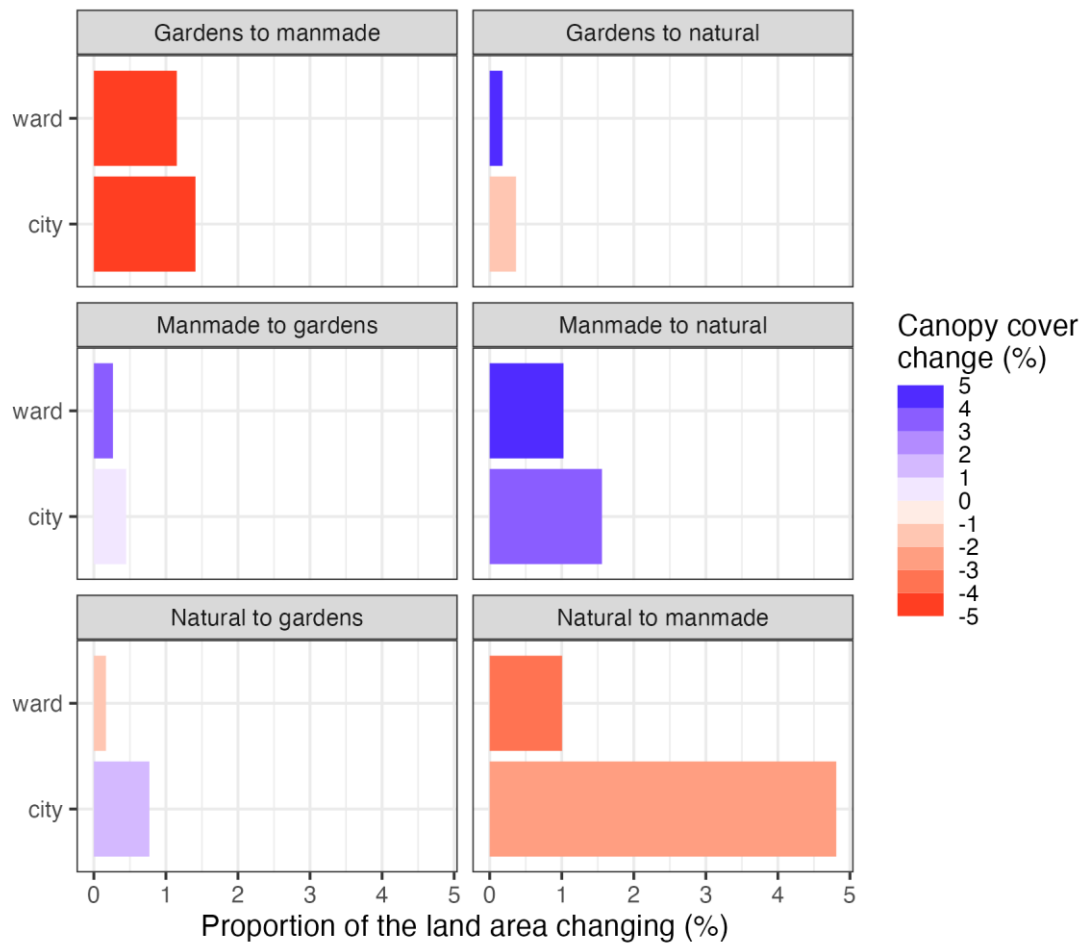 Gardens to manmade
Gardens to natural
ward
city
Manmade to gardens
Manmade to natural
ward
city
Natural to gardens
Natural to manmade
ward
city
0 1 2 3 4 5
0 1 2 3 4 5
Proportion of the land area changing (%)
Canopy cover
change (%)
5
4
3
2
1
0
-1
-2
-3
-4
-5